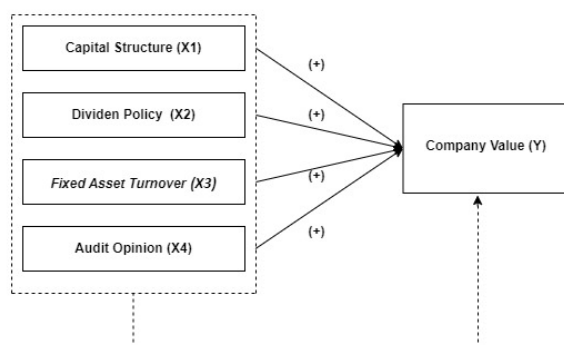 Capital Structure (X1)
(+)
Dividen Policy (X2)
(+)
Company Value (Y)
Fixed Asset Turnover (X3)
(+)
Audit Opinion (X4)
(+)